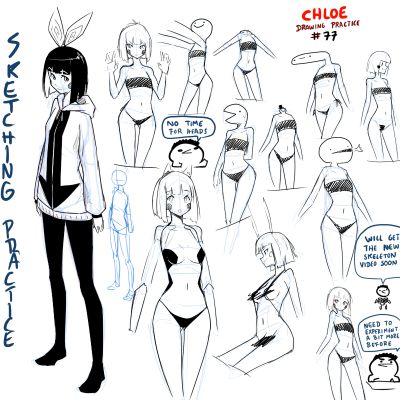 CHLOE
DRAWING PRACTICE
#77
SKETCHING PRACTICE
NO TIME
FOR HEADS
WILL GET
THE NEW
SKELETON
VIDEO SOON
NEED TO
EXPERIMENT
A BIT MORE
BEFORE